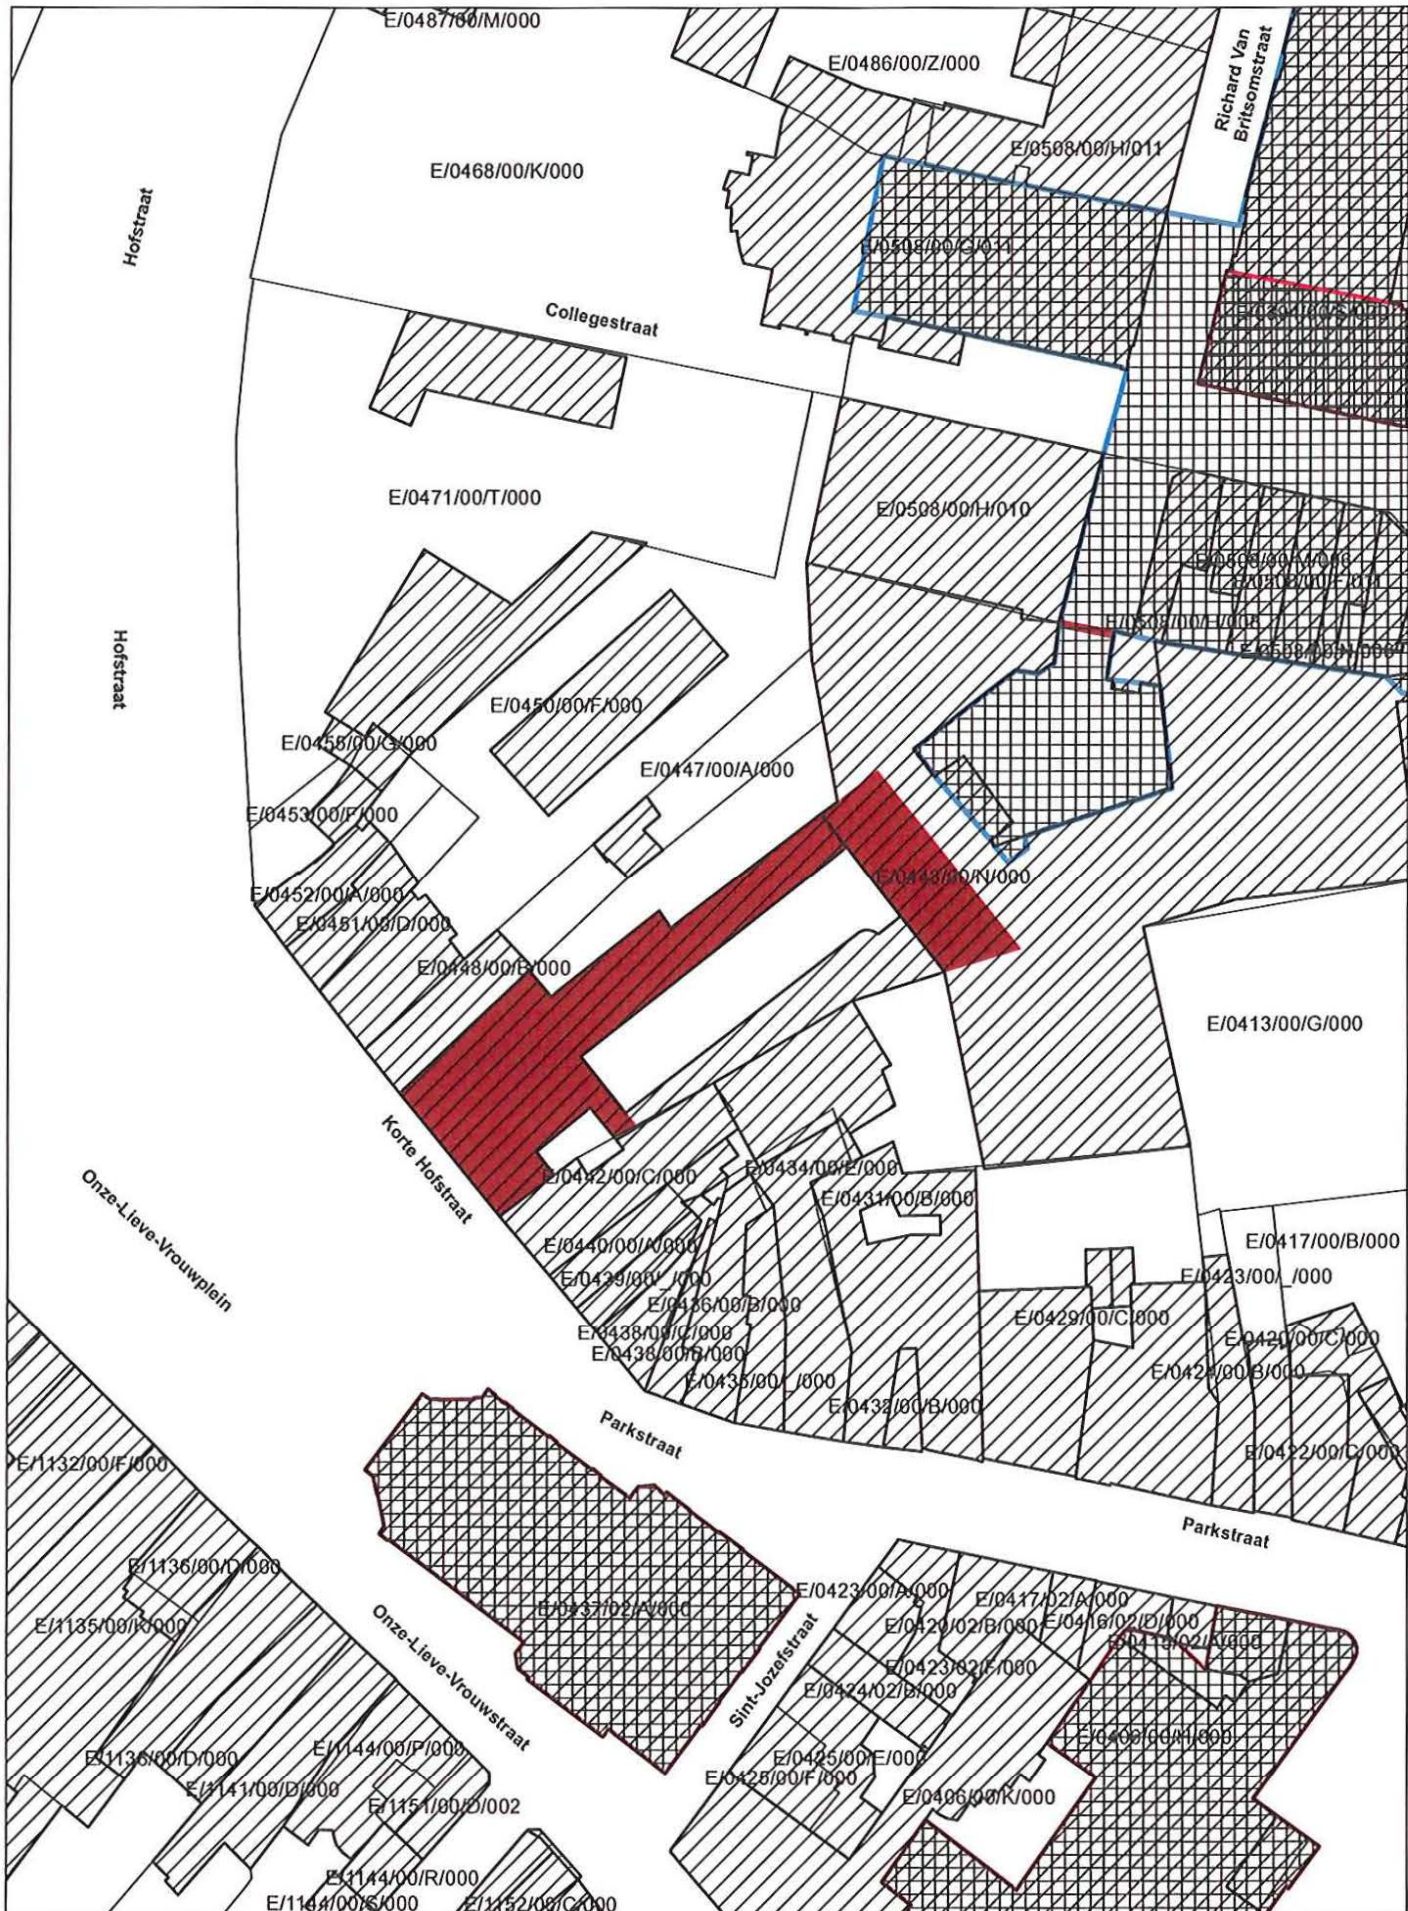 E/0487/00/M/000
E/0486/00/Z/000
Richard Van
Britsomstraat
E/0508/00/H/011
E/0468/00/K/000
Hofstraat
E/0508/00/G/011
Collegestraat
E/0471/00/T/000
E/0508/00/H/010
Hofstraat
E/0450/00/F/000
E/0455/00/G/000
E/0447/00/A/000
E/0453/00/F/000
E/0443/00/N/000
E/0452/00/A/000
E/0451/00/D/000
E/0448/00/B/000
E/0413/00/G/000
Korte Hofstraat
E/0442/00/C/000
E/0434/00/E/000
E/0431/00/B/000
Onze-Lieve-Vrouwplein
E/0440/00/A/000
E/0417/00/B/000
E/0439/00/_/000
E/0423/00/_/000
E/0436/00/B/000
E/0429/00/C/000
E/0438/00/C/000
E/0420/00/C/000
E/0438/00/B/000
E/0424/00/B/000
E/0435/00/_/000
E/0432/00/B/000
Parkstraat
E/0422/00/C/000
E/1132/00/F/000
Parkstraat
E/1136/00/D/000
E/0423/00/A/000
E/0417/02/A/000
E/0437/02/A/000
E/1135/00/K/000
E/0420/02/B/000
E/0416/02/D/000
E/0423/02/F/000
Onze-Lieve-Vrouwstraat
Sint-Jozefstraat
E/0424/02/B/000
E/1144/00/P/000
E/1136/00/D/000
E/0425/00/E/000
E/0425/00/F/000
E/1141/00/D/000
E/0406/00/K/000
E/1151/00/D/002
E/1144/00/R/000
E/1144/00/S/000
E/1152/00/C/000